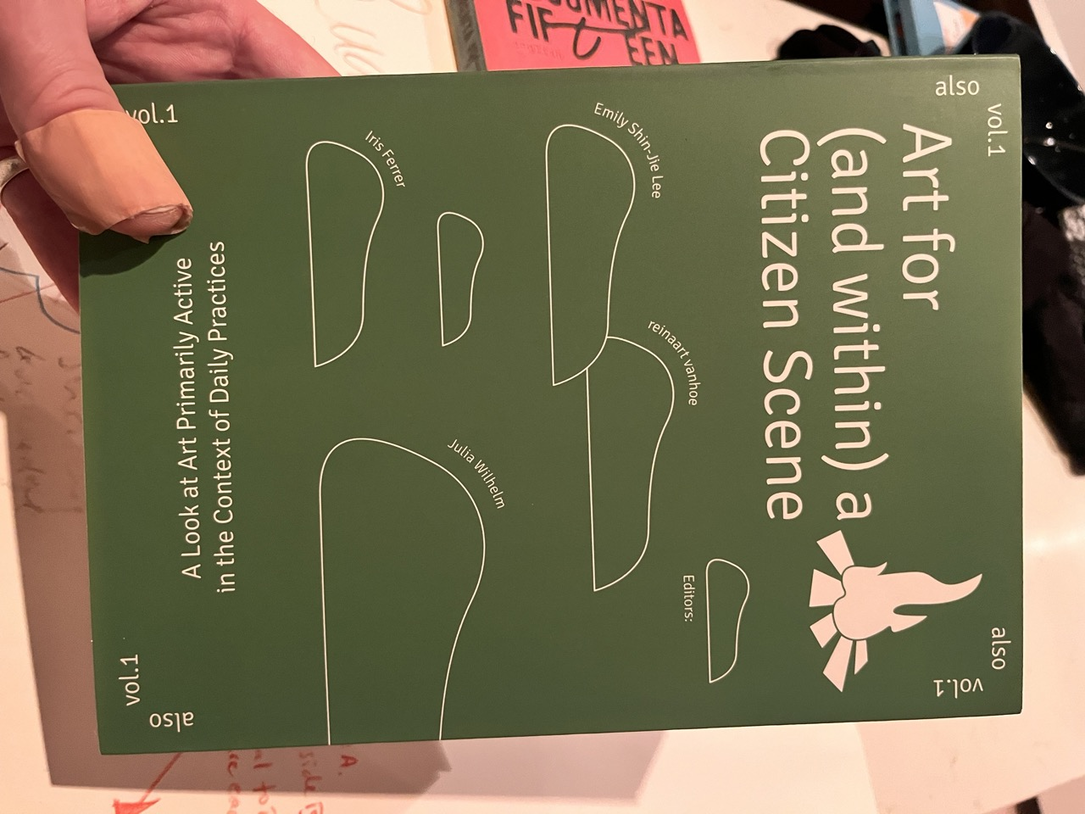 also
vol.1
Art for
(and within) a
Citizen Scene
also
vol.1
Editors:
Emily Shin-Jie Lee
reinaart vanhoe
Iris Ferrer
Julia Wilhelm
A Look at Art Primarily Active
in the Context of Daily Practices
vol.1
vol.1
also
FIFTEEN
A.
side